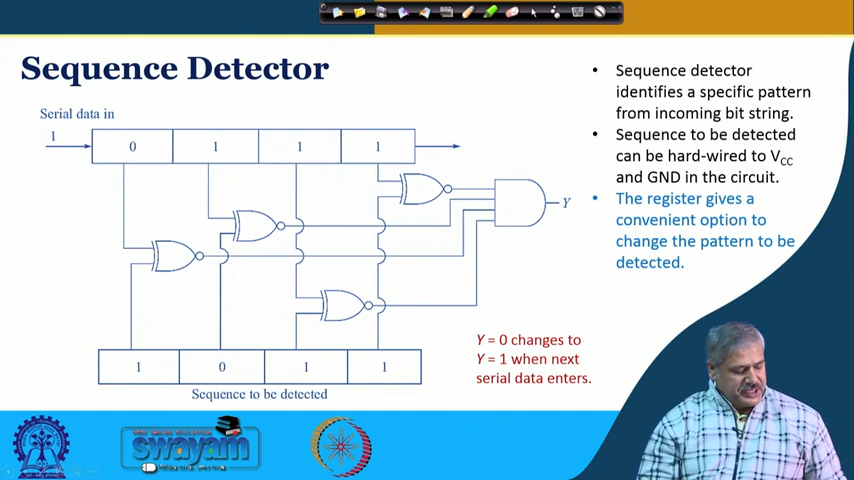 Sequence Detector
Serial data in
1
0 1 1 1
Y
1 0 1 1
Sequence to be detected
• Sequence detector
identifies a specific pattern
from incoming bit string.
• Sequence to be detected
can be hard-wired to VCC
and GND in the circuit.
• The register gives a
convenient option to
change the pattern to be
detected.
Y = 0 changes to
Y = 1 when next
serial data enters.
swayam